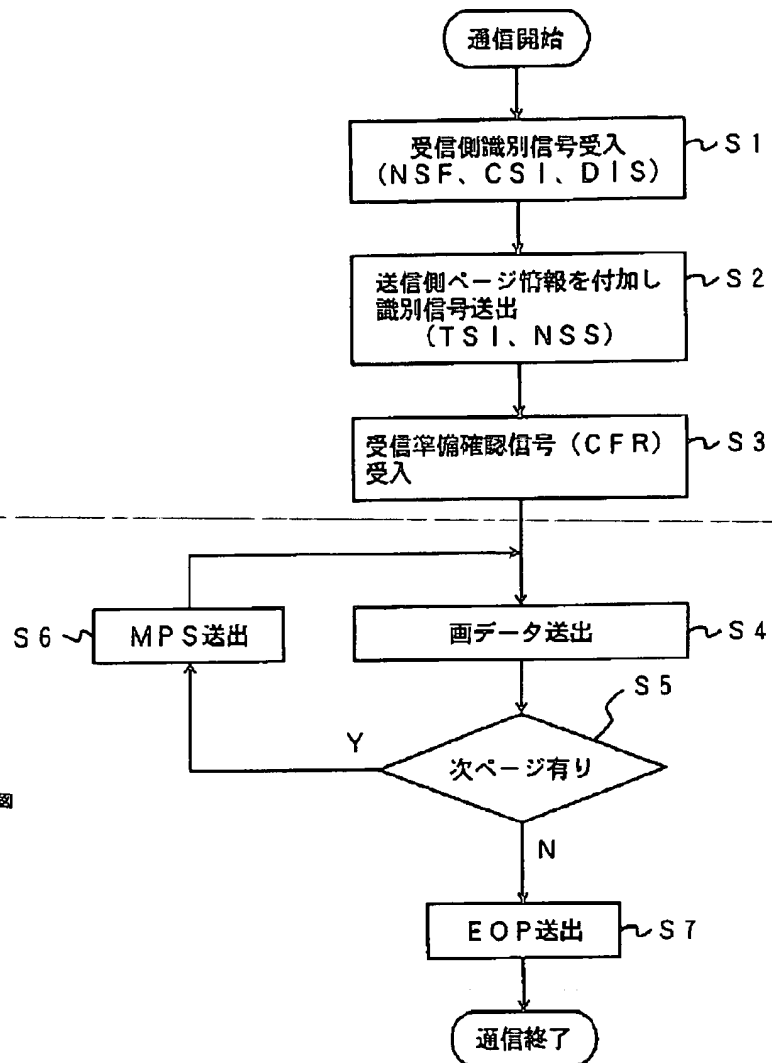 通信開始
受信側識別信号受入
(NSF、CSI、DIS)
S1
送信側ページ情報を付加し
識別信号送出
(TSI、NSS)
S2
受信準備確認信号(CFR)
受入
S3
S6
MPS送出
画データ送出
S4
S5
Y
次ページ有り
図
N
EOP送出
S7
通信終了